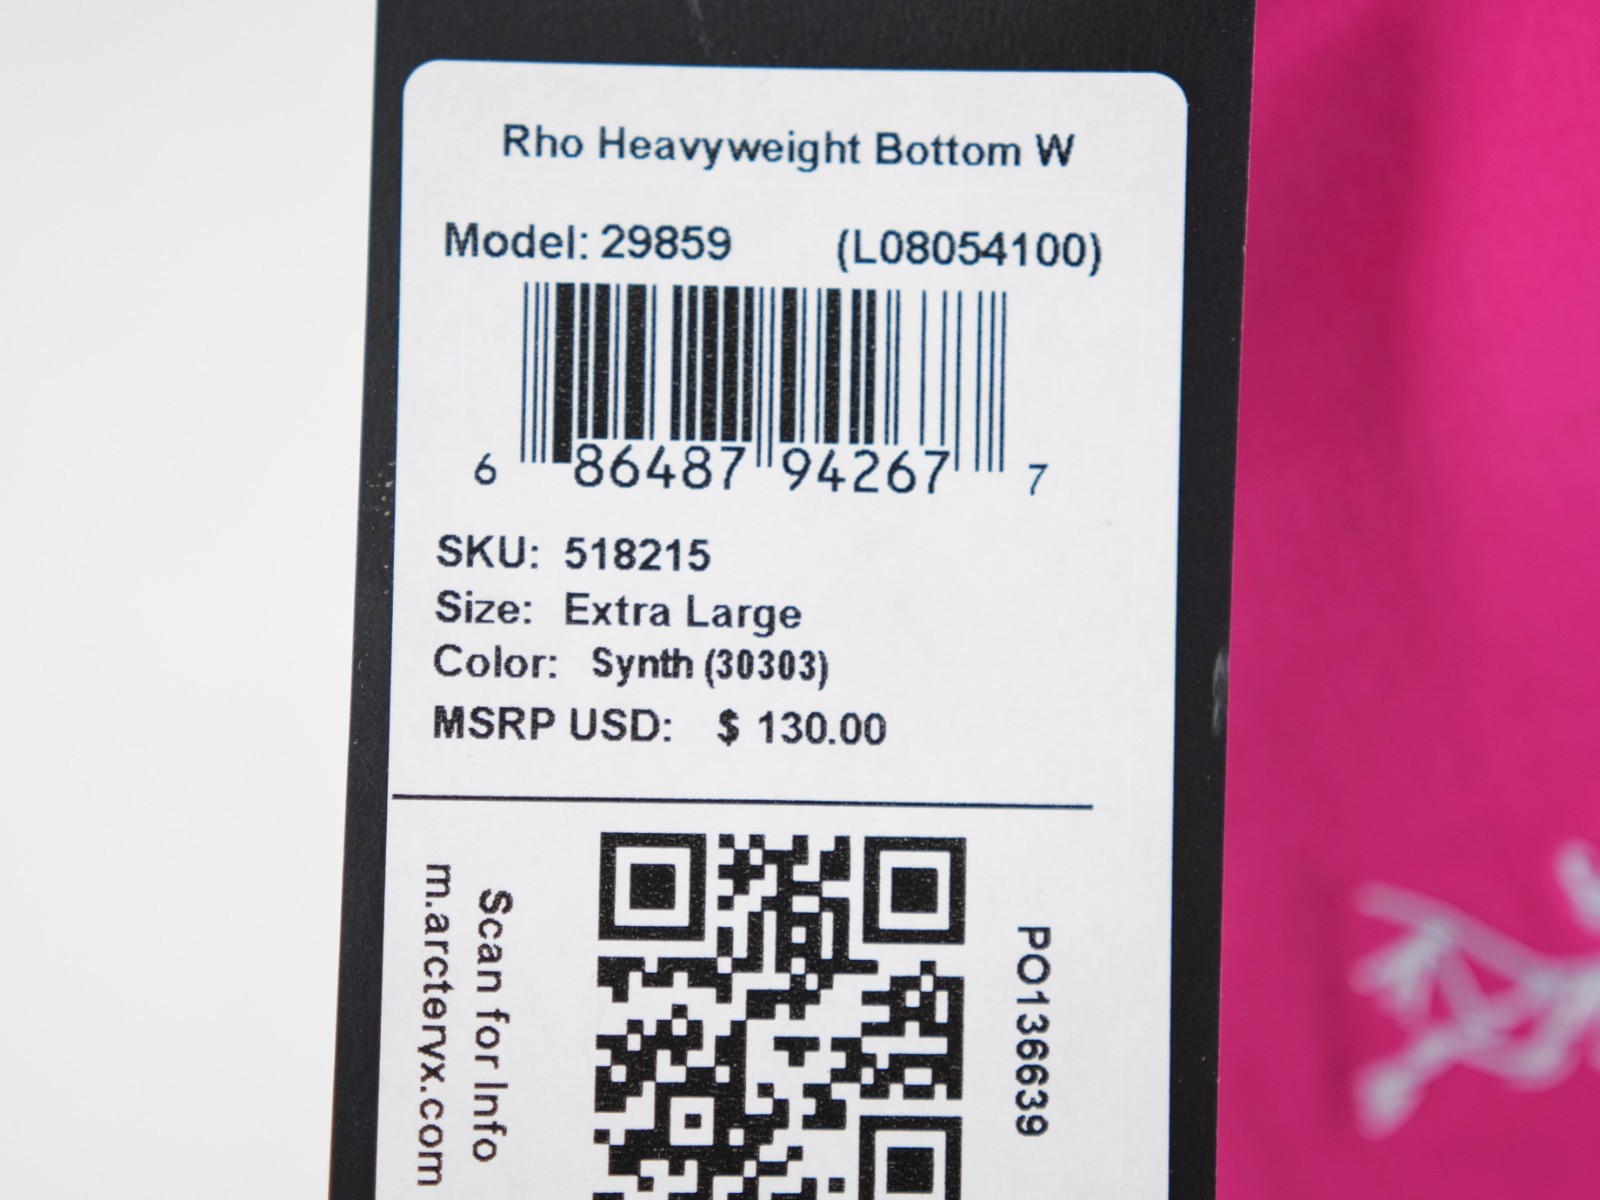 Rho Heavyweight Bottom W
Model: 29859 (L08054100)
6 86487 94267 7
SKU: 518215
Size: Extra Large
Color: Synth (30303)
MSRP USD: $ 130.00
Scan for Info
m.arcteryx.com
PO136639